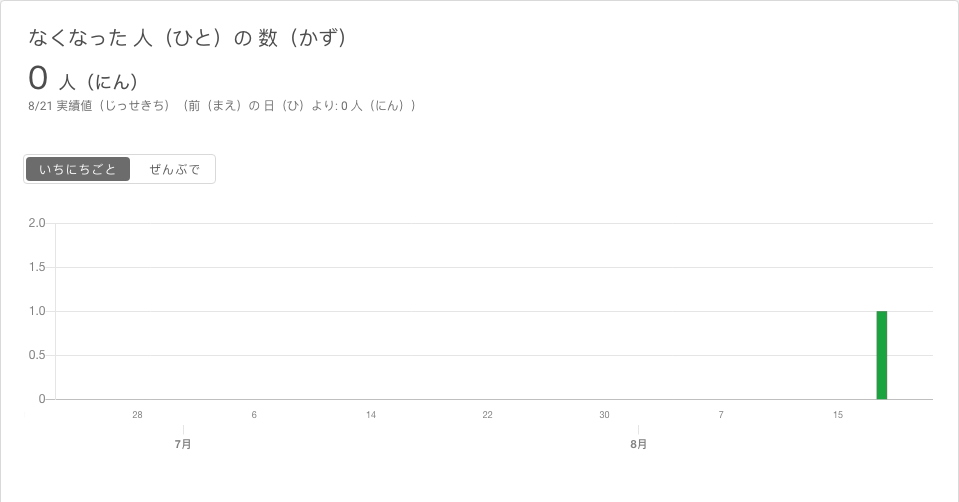 なくなった 人（ひと）の 数（かず）
0 人（にん）
8/21 実績値（じっせきち）（前（まえ）の 日（ひ）より: 0 人（にん））
いちにちごと ぜんぶで
2.0
1.5
1.0
0.5
0
28 6 14 22 30 7 15
7月 8月